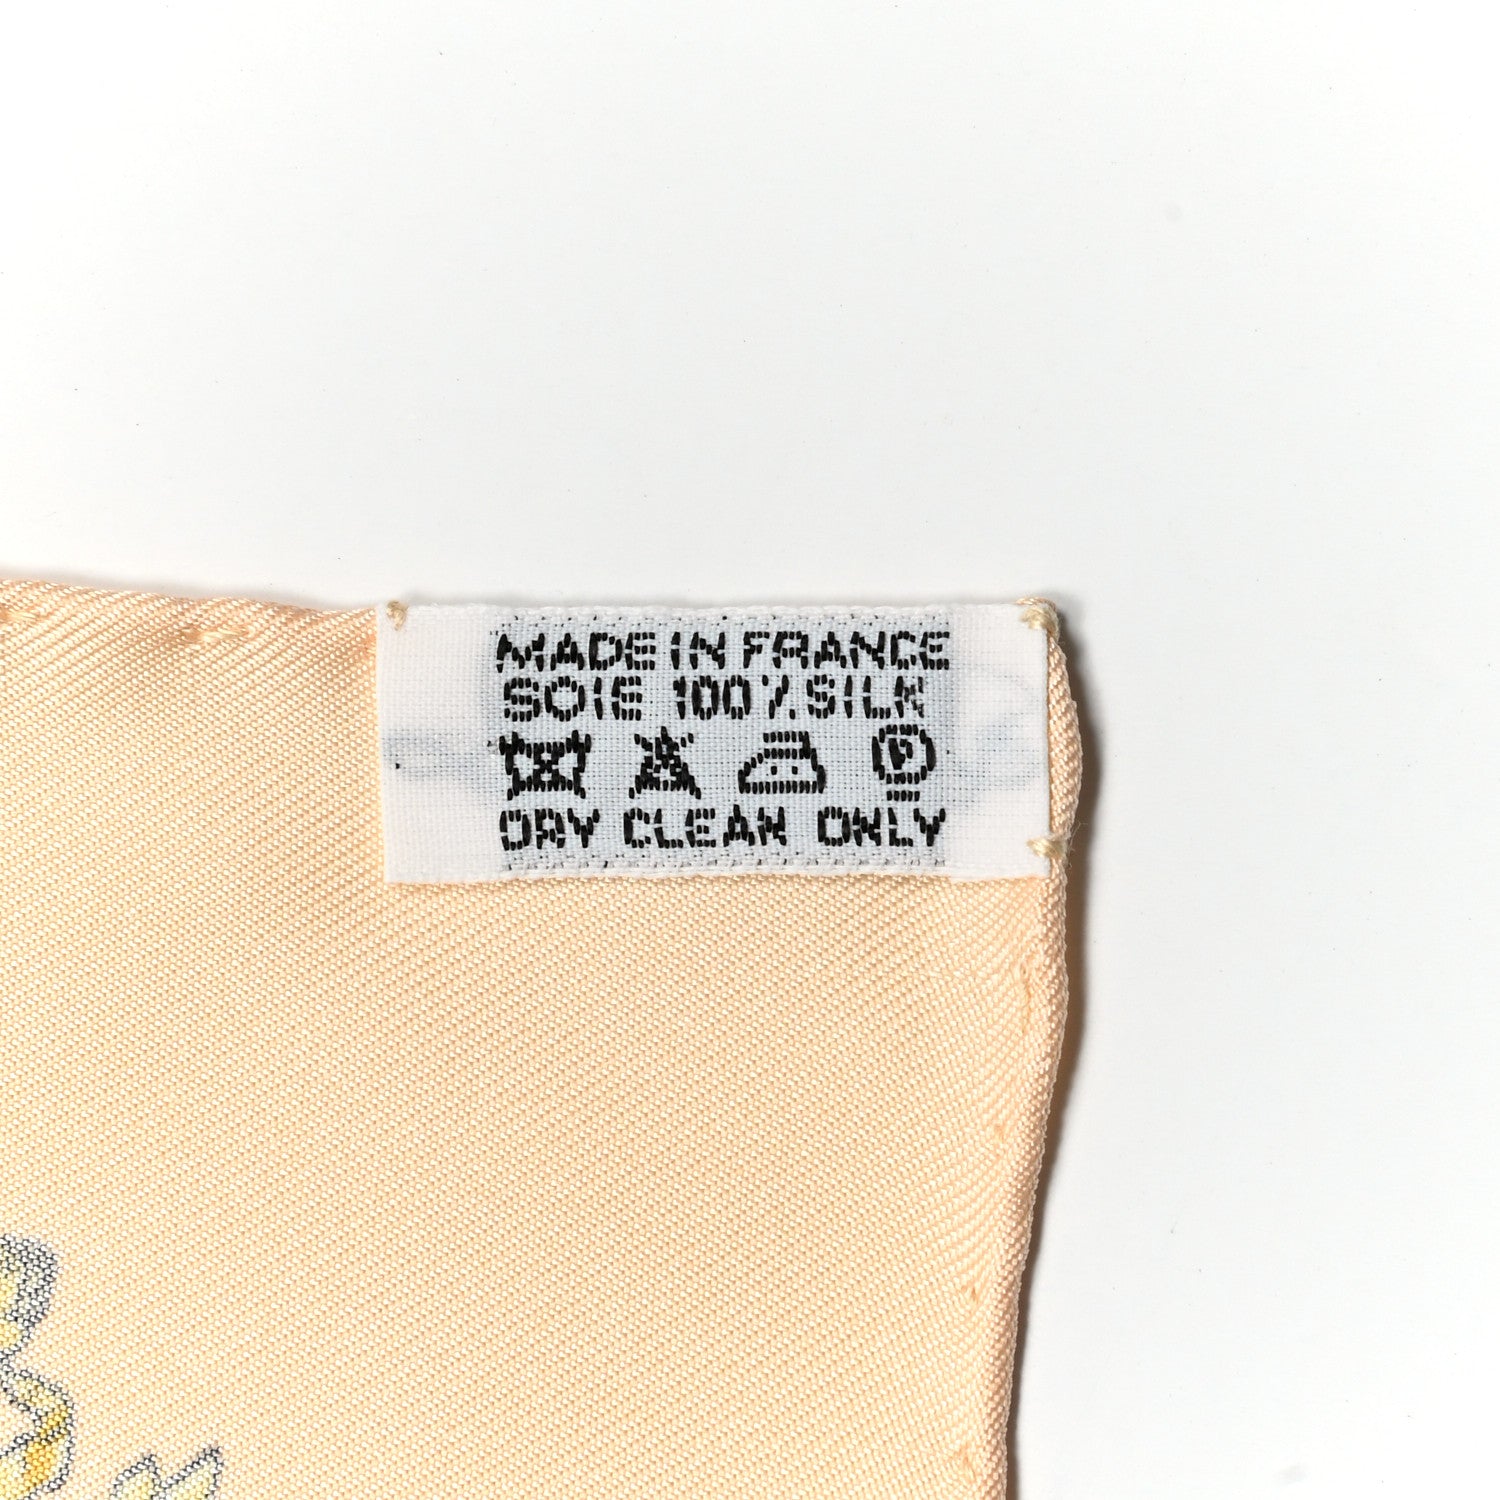 MADE IN FRANCE
SOIE 100% SILK
P
DRY CLEAN ONLY